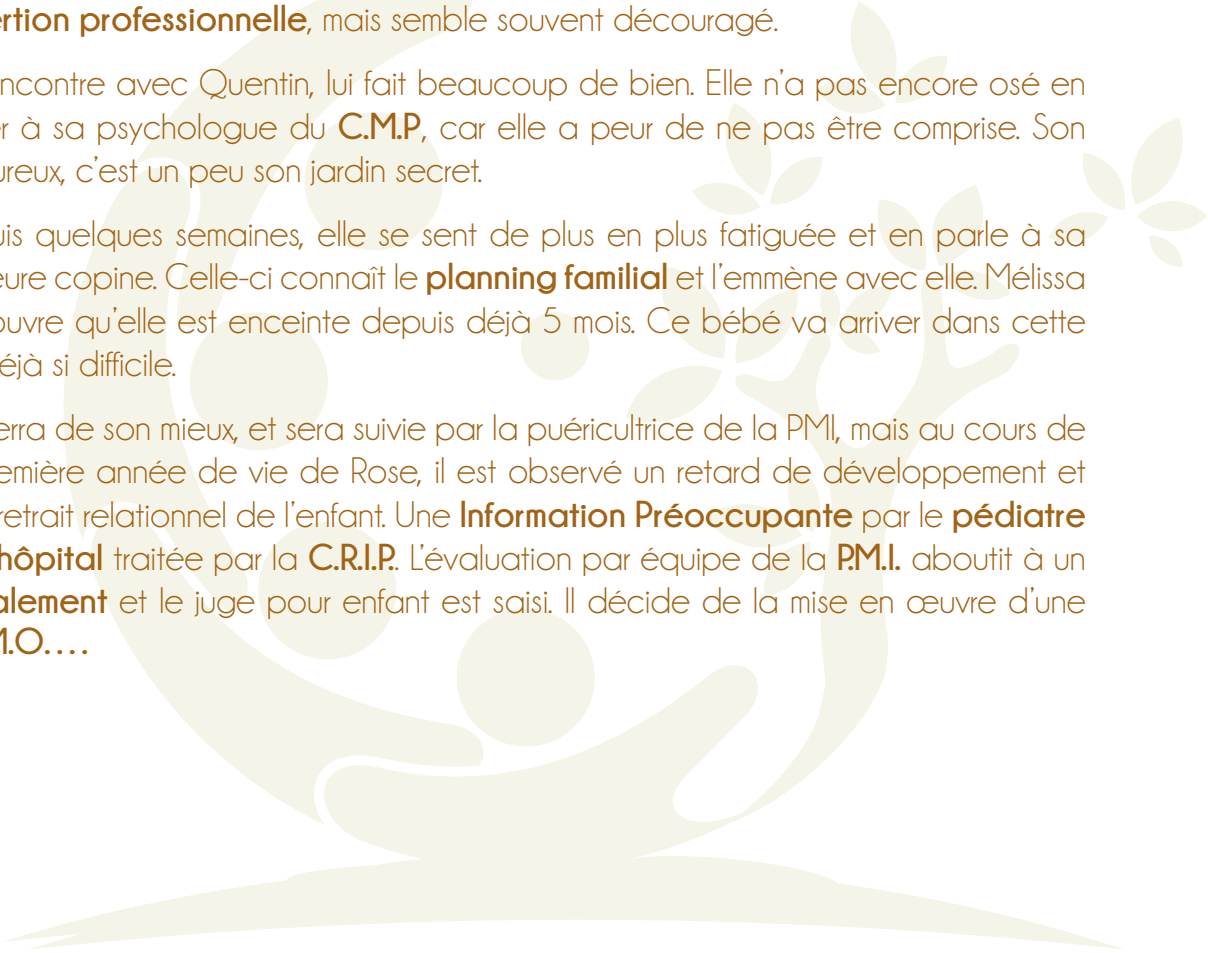 ertion professionnelle, mais semble souvent découragé.
ncontre avec Quentin, lui fait beaucoup de bien. Elle n’a pas encore osé en
er à sa psychologue du C.M.P, car elle a peur de ne pas être comprise. Son
ureux, c’est un peu son jardin secret.
uis quelques semaines, elle se sent de plus en plus fatiguée et en parle à sa
eure copine. Celle-ci connaît le planning familial et l’emmène avec elle. Mélissa
ouvre qu’elle est enceinte depuis déjà 5 mois. Ce bébé va arriver dans cette
éjà si difficile.
erra de son mieux, et sera suivie par la puéricultrice de la PMI, mais au cours de
emière année de vie de Rose, il est observé un retard de développement et
retrait relationnel de l’enfant. Une Information Préoccupante par le pédiatre
hôpital traitée par la C.R.I.P.. L’évaluation par équipe de la P.M.I. aboutit à un
alement et le juge pour enfant est saisi. Il décide de la mise en œuvre d’une
M.O....